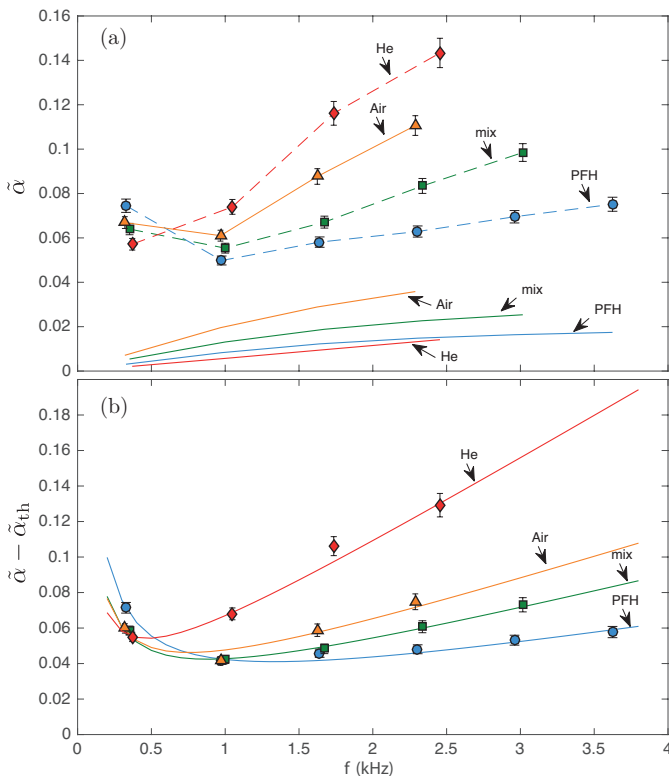 0.16
(a)
He
0.14
Air
0.12
mix
0.1
PFH
α̃
0.08
0.06
0.04
mix
Air
PFH
0.02
He
0
(b)
0.18
He
0.16
0.14
Air
0.12
mix
α̃ − α̃th
0.1
PFH
0.08
0.06
0.04
0.02
0
0 0.5 1 1.5 2 2.5 3 3.5 4
f (kHz)